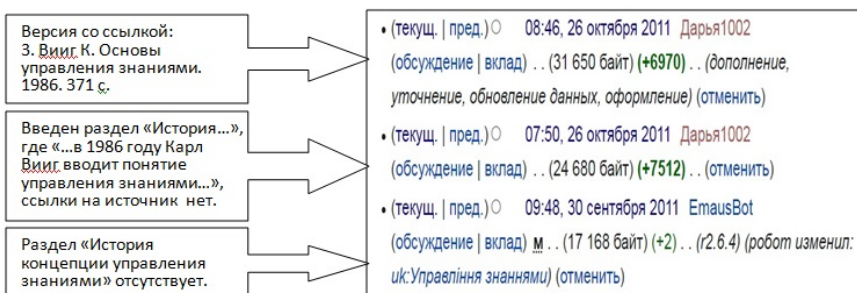 Версия со ссылкой:
3. Вииг К. Основы
управления знаниями.
1986. 371 с.
Введен раздел «История…»,
где «…в 1986 году Карл
Вииг вводит понятие
управления знаниями…»,
ссылки на источник нет.
Раздел «История
концепции управления
знаниями» отсутствует.
• (текущ. | пред.) 08:46, 26 октября 2011 Дарья1002
(обсуждение | вклад) . . (31 650 байт) (+6970) . . (дополнение,
уточнение, обновление данных, оформление) (отменить)
• (текущ. | пред.) 07:50, 26 октября 2011 Дарья1002
(обсуждение | вклад) . . (24 680 байт) (+7512) . . (отменить)
• (текущ. | пред.) 09:48, 30 сентября 2011 EmausBot
(обсуждение | вклад) м . . (17 168 байт) (+2) . . (r2.6.4) (робот изменил:
uk:Управління знаннями) (отменить)